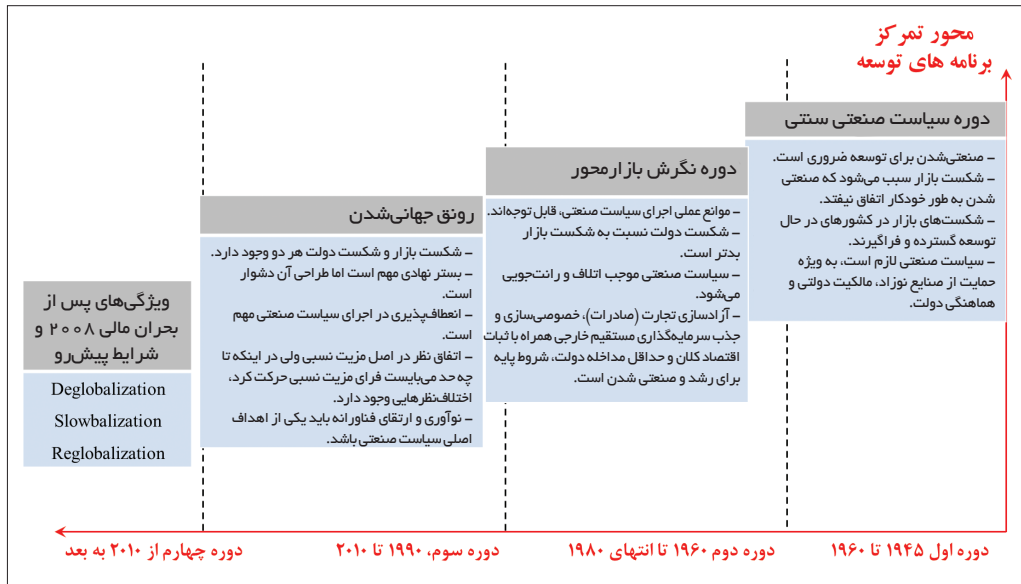 محور تمرکز
برنامه های توسعه
دوره سیاست صنعتی سنتی
– صنعتی‌شدن برای توسعه ضروری است.
– شکست بازار سبب می‌شود که صنعتی
شدن به طور خودکار اتفاق نیفتد.
– شکست‌های بازار در کشورهای در حال
توسعه گسترده و فراگیرند.
– سیاست صنعتی لازم است، به ویژه
حمایت از صنایع نوزاد، مالکیت دولتی و
هماهنگی دولت.
دوره نگرش بازارمحور
– موانع عملی اجرای سیاست صنعتی، قابل توجه‌اند.
– شکست دولت نسبت به شکست بازار
بدتر است.
– سیاست صنعتی موجب اتلاف و رانت‌جویی
می‌شود.
– آزادسازی تجارت (صادرات)، خصوصی‌سازی و
جذب سرمایه‌گذاری مستقیم خارجی همراه با ثبات
اقتصاد کلان و حداقل مداخله دولت، شروط پایه
برای رشد و صنعتی شدن است.
رونق جهانی‌شدن
– شکست بازار و شکست دولت هر دو وجود دارد.
– بستر نهادی مهم است اما طراحی آن دشوار
است.
– انعطاف‌پذیری در اجرای سیاست صنعتی مهم
است.
– اتفاق نظر در اصل مزیت نسبی ولی در اینکه تا
چه حد می‌بایست فرای مزیت نسبی حرکت کرد،
اختلاف‌نظرهایی وجود دارد.
– نوآوری و ارتقای فناورانه باید یکی از اهداف
اصلی سیاست صنعتی باشد.
ویژگی‌های پس از
بحران مالی ۲۰۰۸ و
شرایط پیش‌رو
Deglobalization
Slowbalization
Reglobalization
دوره اول ۱۹۴۵ تا ۱۹۶۰
دوره دوم ۱۹۶۰ تا انتهای ۱۹۸۰
دوره سوم، ۱۹۹۰ تا ۲۰۱۰
دوره چهارم از ۲۰۱۰ به بعد